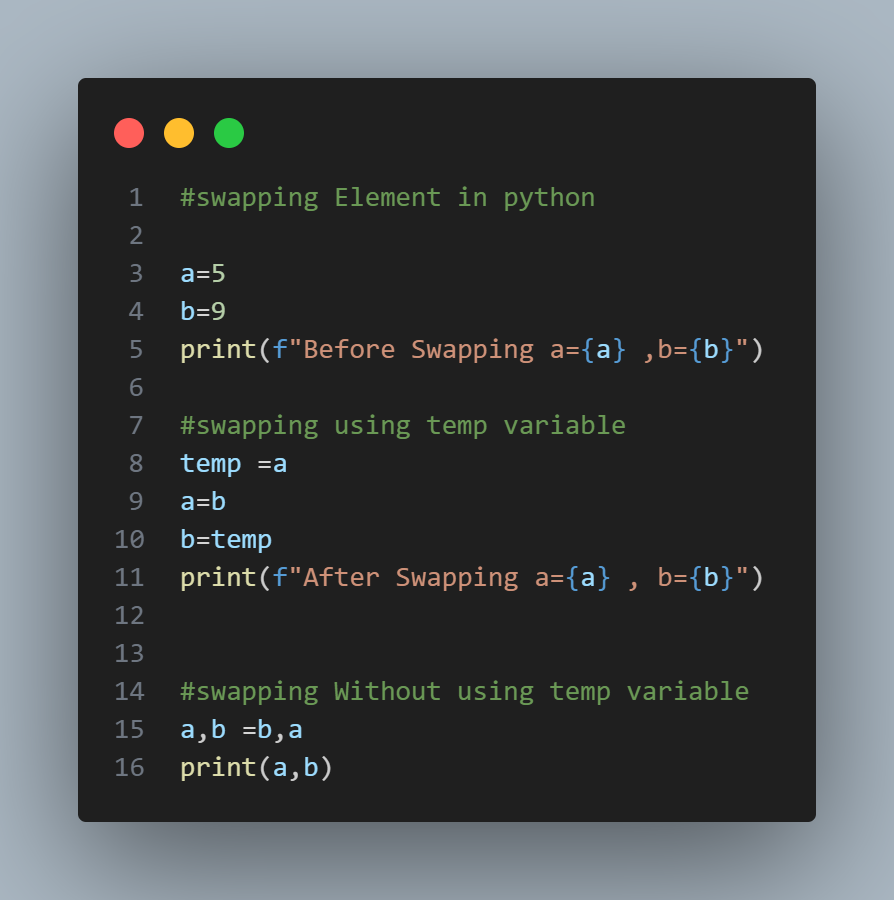 1 #swapping Element in python
2
3 a=5
4 b=9
5 print(f"Before Swapping a={a} ,b={b}")
6
7 #swapping using temp variable
8 temp =a
9 a=b
10 b=temp
11 print(f"After Swapping a={a} , b={b}")
12
13
14 #swapping Without using temp variable
15 a,b =b,a
16 print(a,b)